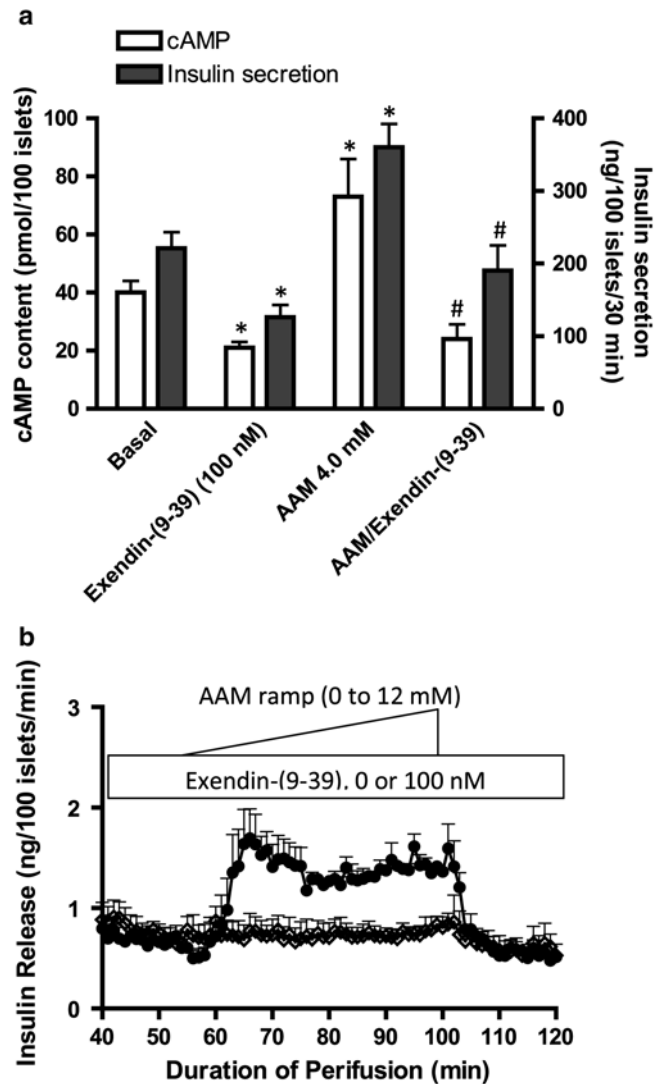 a
cAMP
Insulin secretion
cAMP content (pmol/100 islets)
100
80
60
40
20
0
400
300
200
100
0
Insulin secretion
(ng/100 islets/30 min)
*
*
*
*
#
#
Basal
Exendin-(9-39) (100 nM)
AAM 4.0 mM
AAM/Exendin-(9-39)
b
Insulin Release (ng/100 islets/min)
3
2
1
0
AAM ramp (0 to 12 mM)
Exendin-(9-39). 0 or 100 nM
40 50 60 70 80 90 100 110 120
Duration of Perifusion (min)